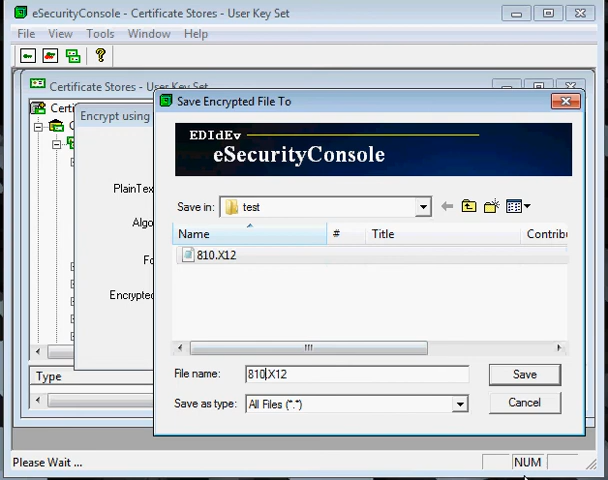 eSecurityConsole - Certificate Stores - User Key Set
File View Tools Window Help
Certificate Stores - User Key Set
Certi
Encrypt using
PlainTex
Algo
Fo
Encrypted
Type
Save Encrypted File To
EDIdEv
eSecurityConsole
Save in: test
Name # Title Contribu
810.X12
File name: 810.X12 Save
Save as type: All Files (*.*) Cancel
Please Wait ... NUM